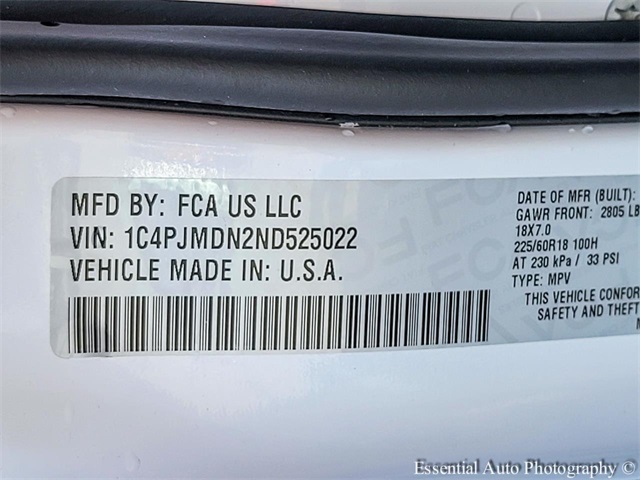 MFD BY: FCA US LLC
VIN: 1C4PJMDN2ND525022
VEHICLE MADE IN: U.S.A.
DATE OF MFR (BUILT):
GAWR FRONT: 2805 LB
18X7.0
225/60R18 100H
AT 230 kPa / 33 PSI
TYPE: MPV
THIS VEHICLE CONFOR
SAFETY AND THEFT
Essential Auto Photography ©